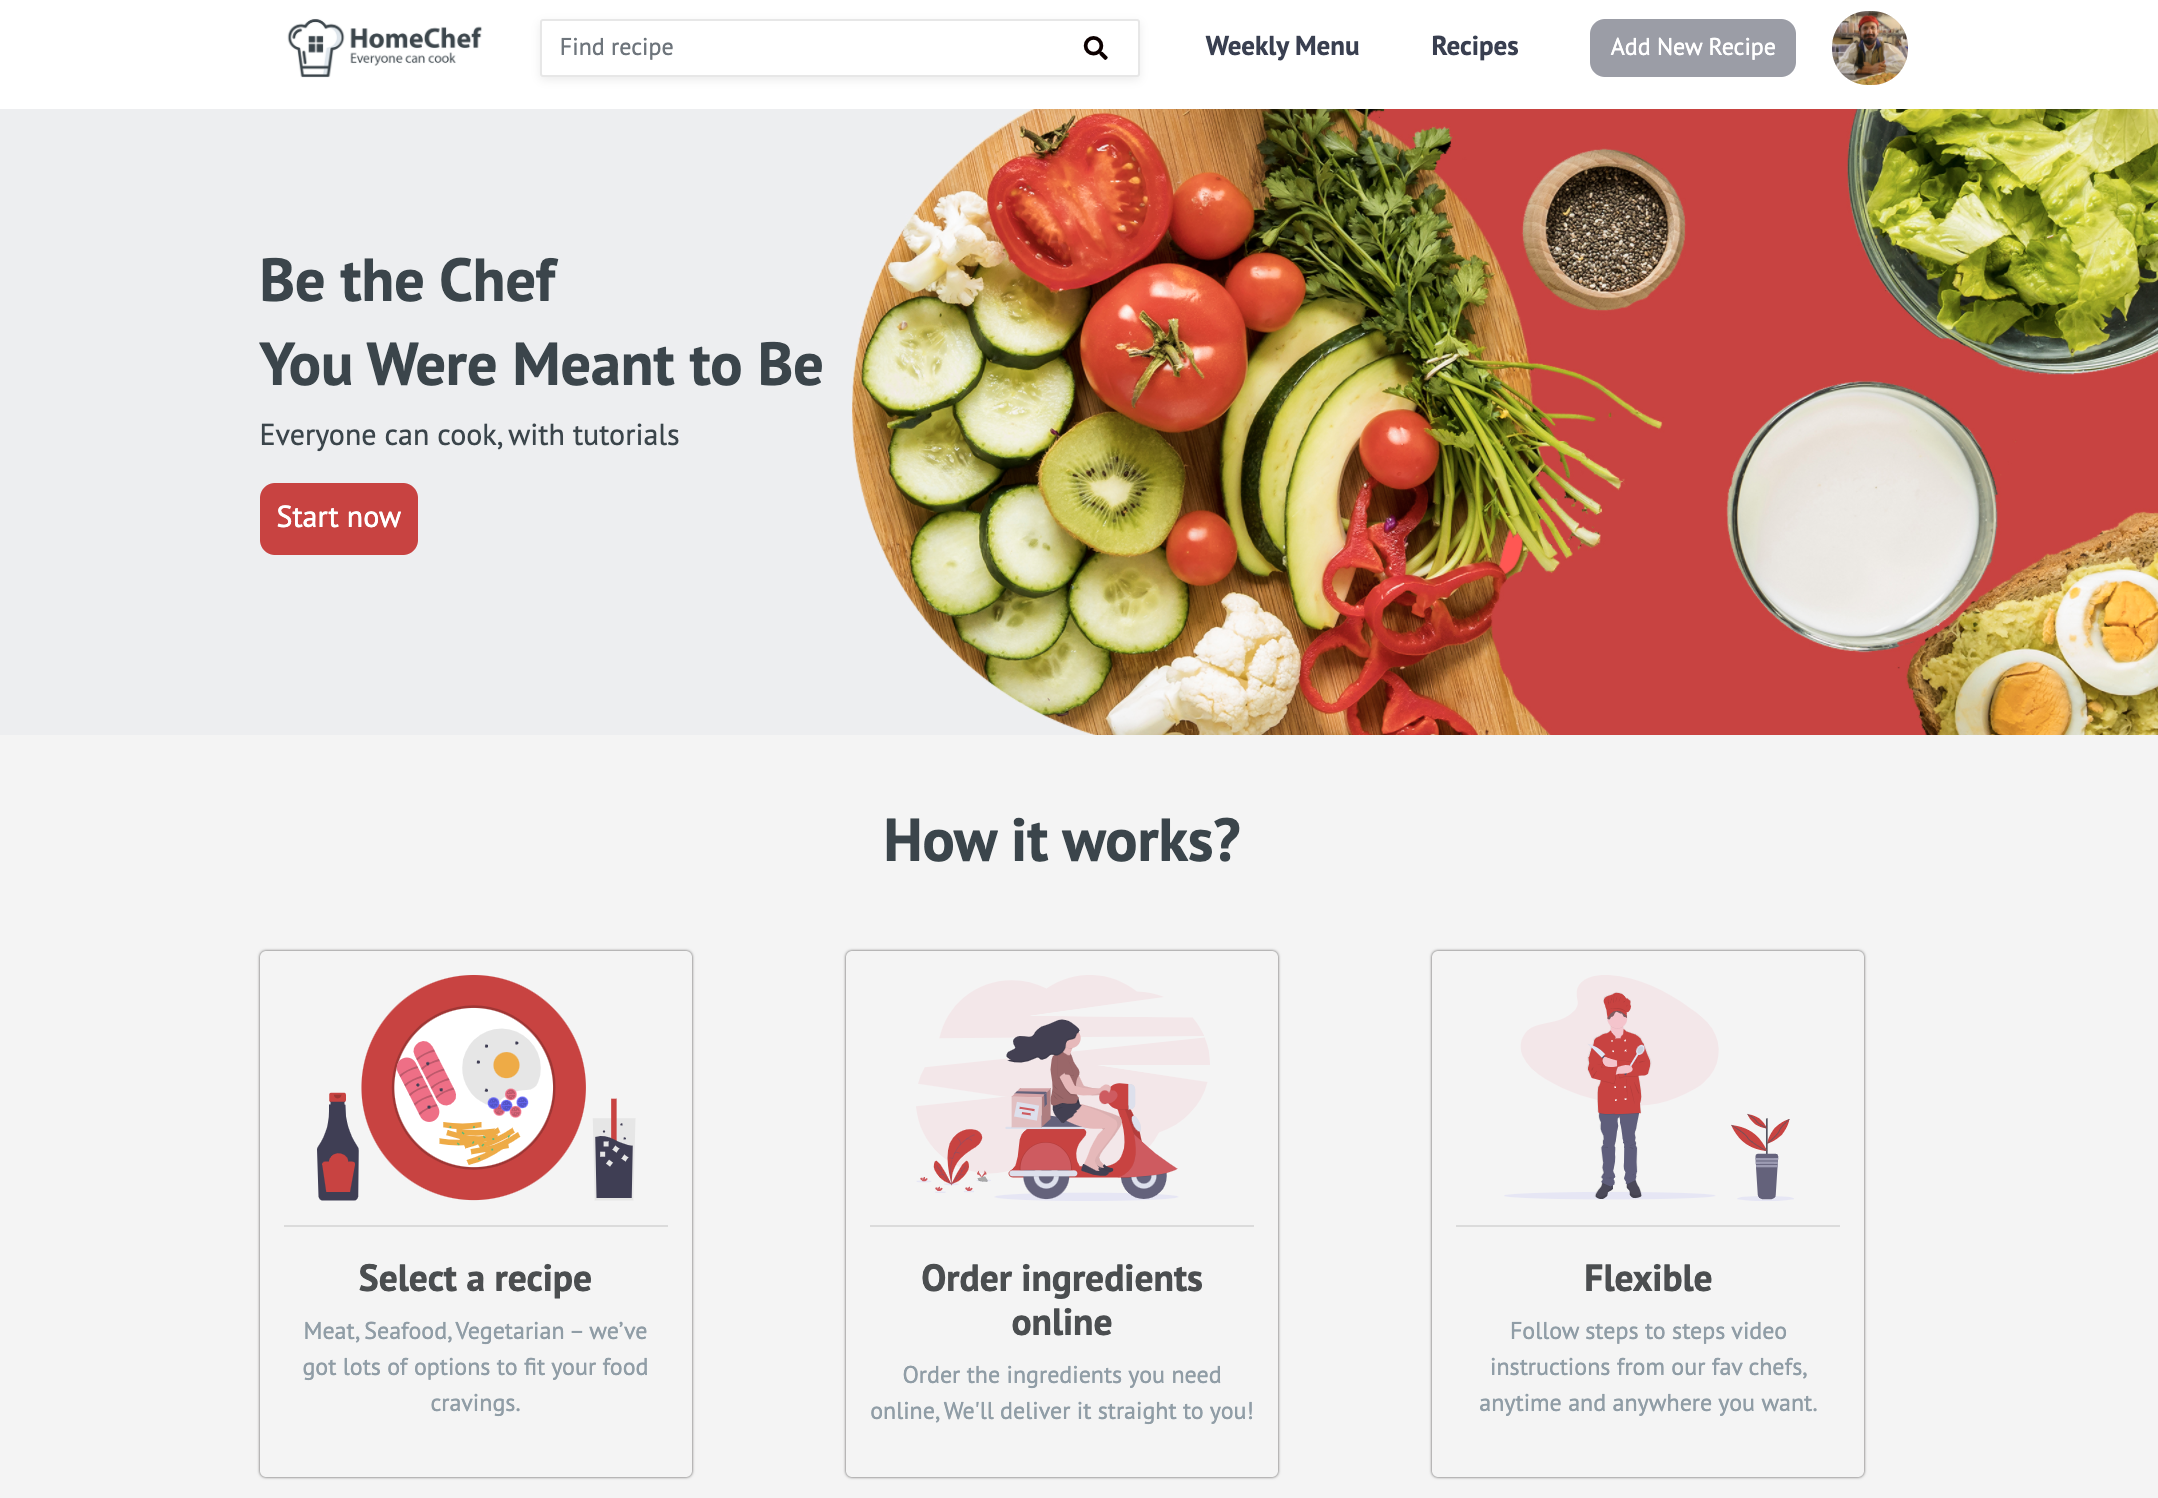 HomeChef
Everyone can cook
Find recipe
Weekly Menu
Recipes
Add New Recipe
Be the Chef
You Were Meant to Be
Everyone can cook, with tutorials
Start now
How it works?
Select a recipe
Meat, Seafood, Vegetarian – we’ve
got lots of options to fit your food
cravings.
Order ingredients
online
Order the ingredients you need
online, We'll deliver it straight to you!
Flexible
Follow steps to steps video
instructions from our fav chefs,
anytime and anywhere you want.